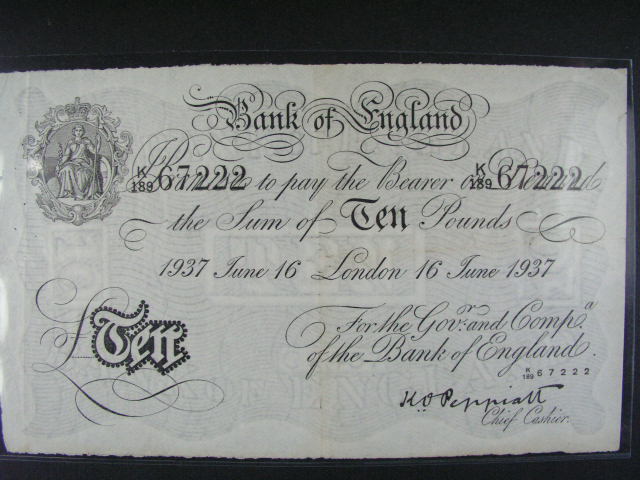 Bank of England
K/189 67222 K/189 67222
I Promise to pay the Bearer on Demand
the Sum of Ten Pounds
1937 June 16 London 16 June 1937
For the Govr. and Compa.
of the Bank of England.
K/189 67222
£Ten
K.O. Peppiatt
Chief Cashier.